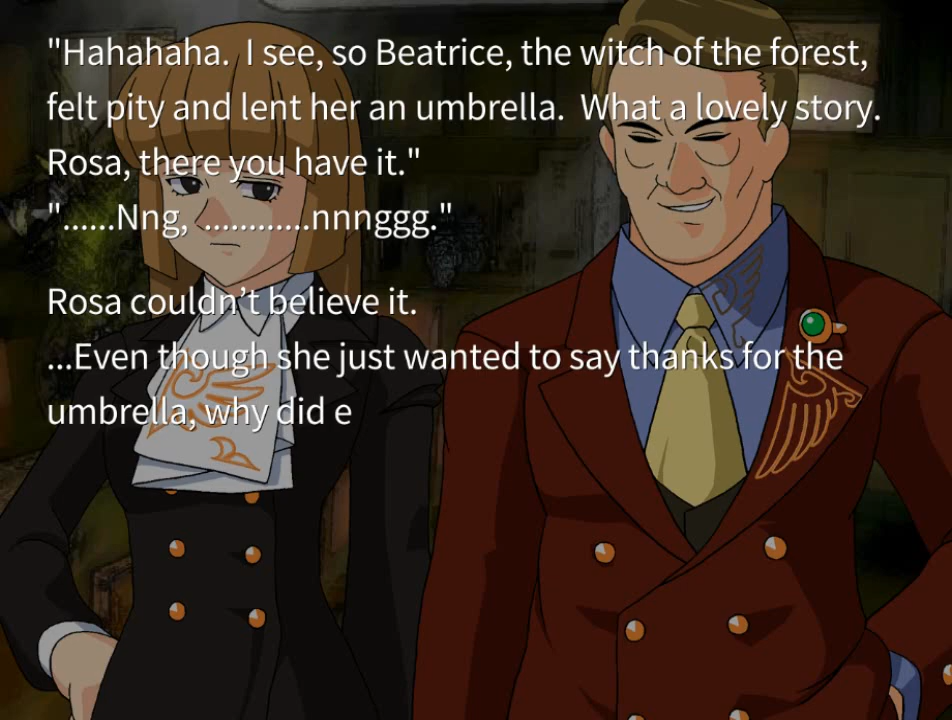 "Hahahaha.  I see, so Beatrice, the witch of the forest,
felt pity and lent her an umbrella.  What a lovely story.
Rosa, there you have it."
"......Nng, ............nnnggg."
Rosa couldn't believe it.
...Even though she just wanted to say thanks for the
umbrella, why did e